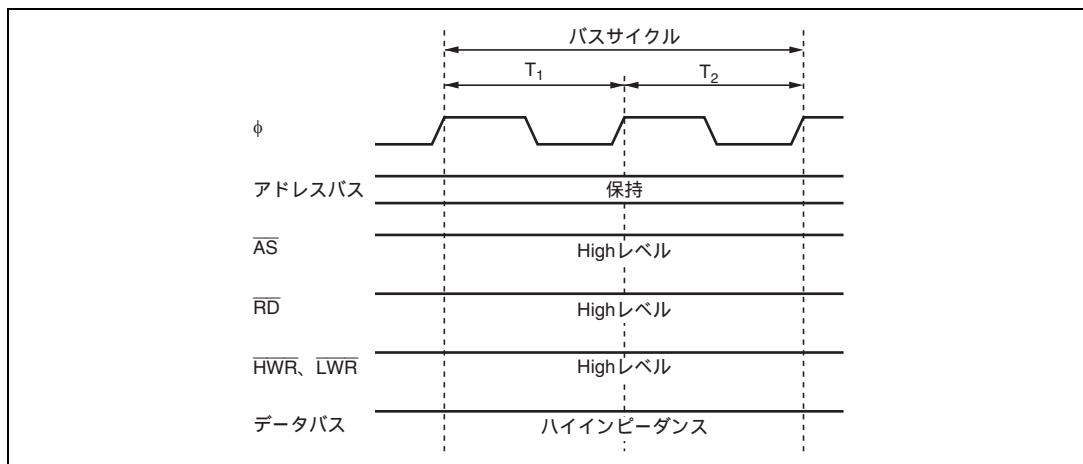 バスサイクル
T1 T2
φ
アドレスバス 保持
AS Highレベル
RD Highレベル
HWR、LWR Highレベル
データバス ハイインピーダンス